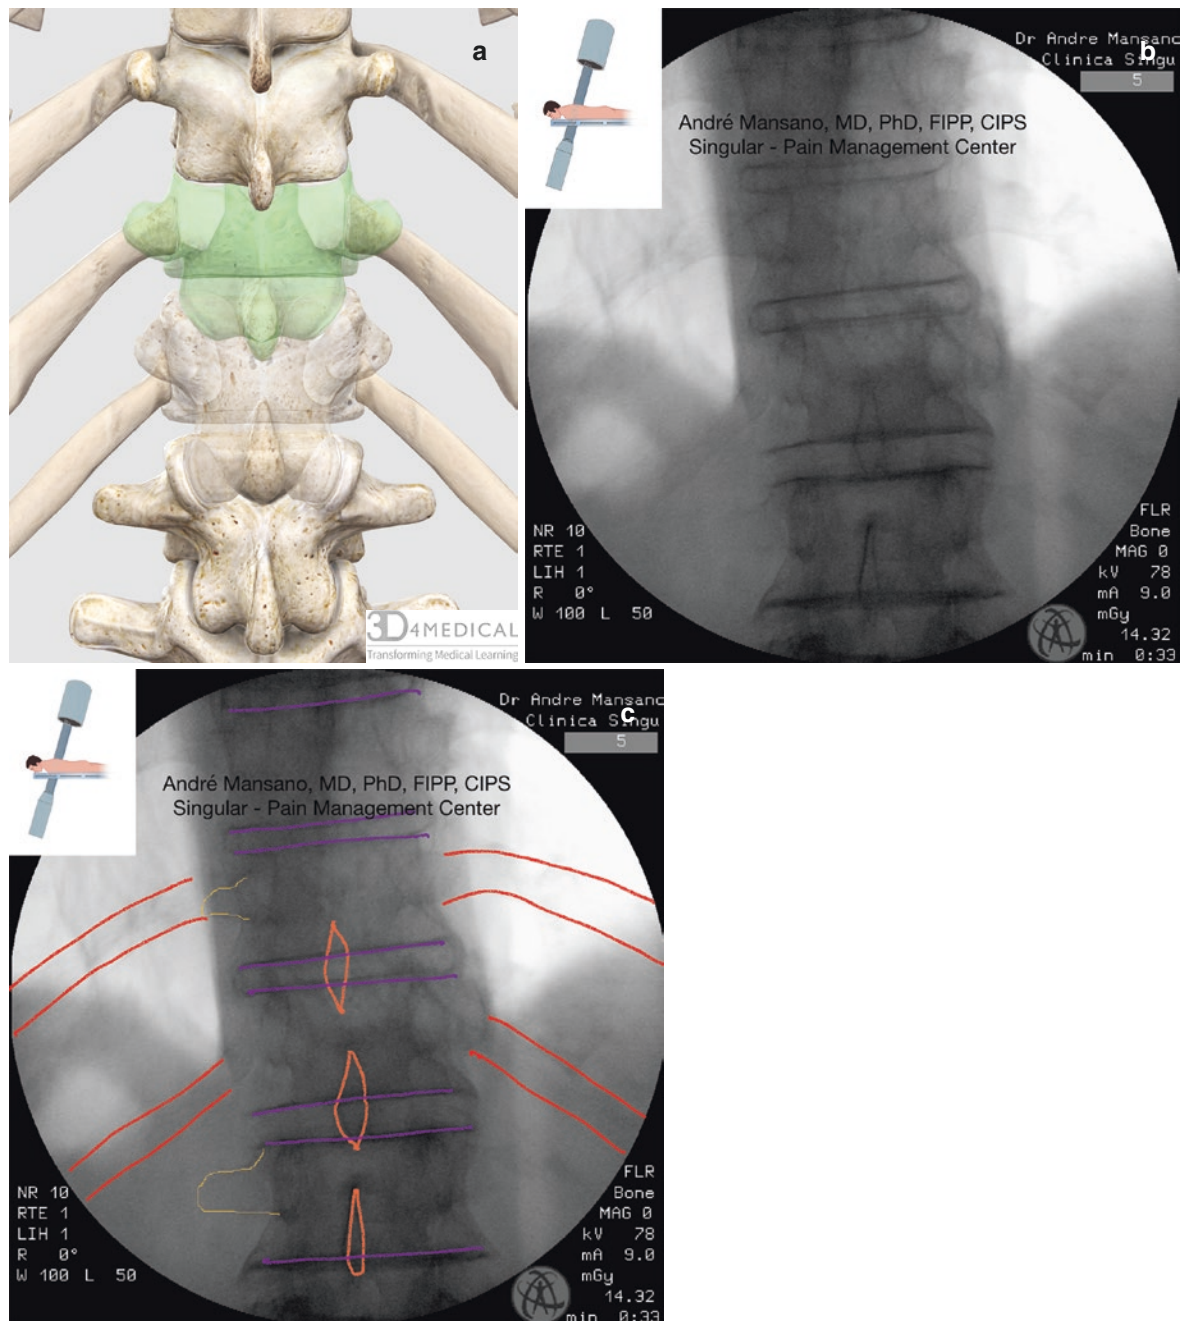 a
3D4MEDICAL
Transforming Medical Learning
b
Dr Andre Mansano
Clinica Singu
5
André Mansano, MD, PhD, FIPP, CIPS
Singular - Pain Management Center
NR 10
RTE 1
LIH 1
R 0°
W 100 L 50
FLR
Bone
MAG 0
kV 78
mA 9.0
mGy
14.32
min 0:33
c
Dr Andre Mansano
Clinica Singu
5
André Mansano, MD, PhD, FIPP, CIPS
Singular - Pain Management Center
NR 10
RTE 1
LIH 1
R 0°
W 100 L 50
FLR
Bone
MAG 0
kV 78
mA 9.0
mGy
14.32
min 0:33